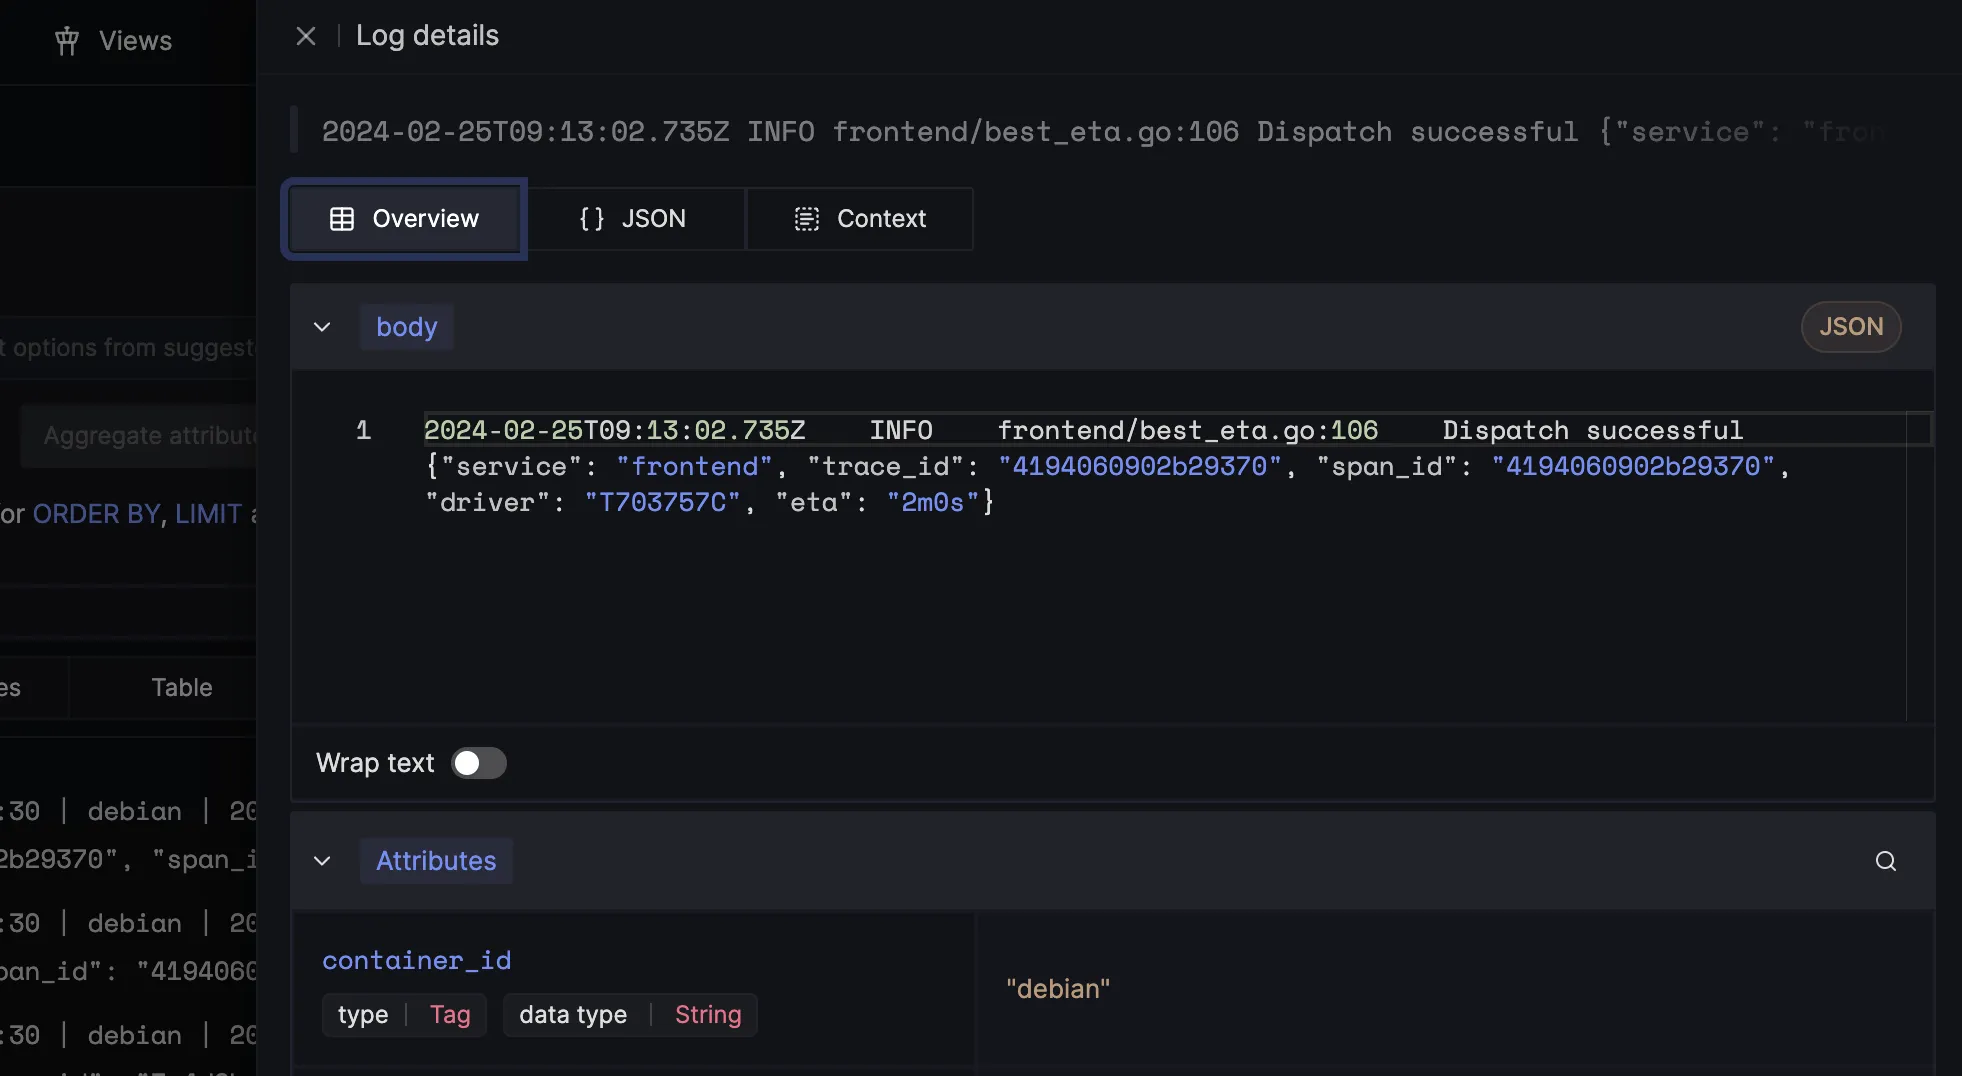 Views
Log details
2024-02-25T09:13:02.735Z INFO frontend/best_eta.go:106 Dispatch successful {"service": "fron
Overview
{} JSON
Context
t options from suggest
body
JSON
1 2024-02-25T09:13:02.735Z INFO frontend/best_eta.go:106 Dispatch successful
{"service": "frontend", "trace_id": "4194060902b29370", "span_id": "4194060902b29370",
"driver": "T703757C", "eta": "2m0s"}
Aggregate attribut
or ORDER BY, LIMIT a
es
Table
Wrap text
:30 | debian | 20
2b29370", "span_i
Attributes
:30 | debian | 20
pan_id": "4194060
container_id
type | Tag
data type | String
"debian"
:30 | debian | 20